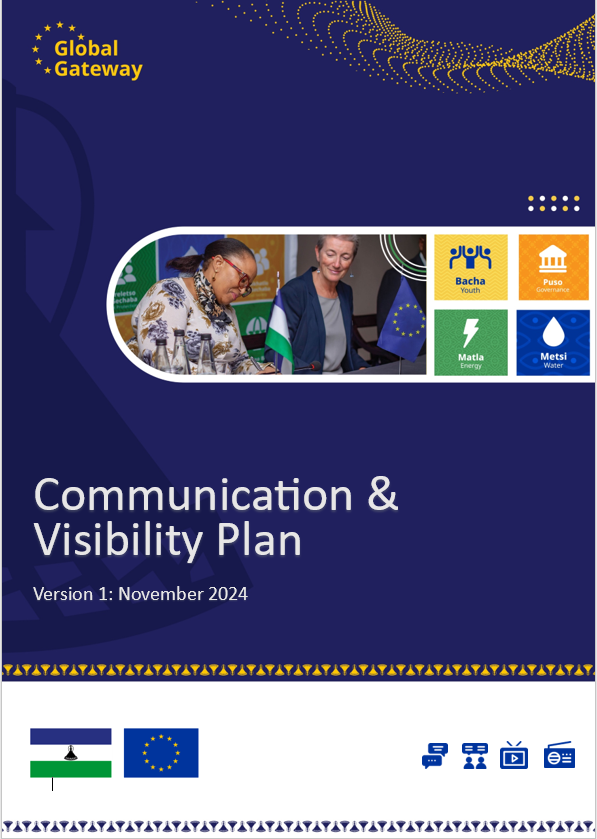 Global
Gateway
Bacha
Youth
Puso
Governance
Matla
Energy
Metsi
Water
Communication &
Visibility Plan
Version 1: November 2024